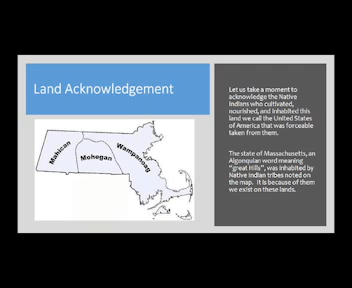 Land Acknowledgement
Mahican
Mohegan
Wampanoag
Let us take a moment to
acknowledge the Native
Indians who cultivated,
nourished, and inhabited this
land we call the United States
of America that was forceable
taken from them.
The state of Massachusetts, an
Algonquian word meaning
"great Hills", was inhabited by
Native Indian tribes noted on
the map. It is because of them
we exist on these lands.